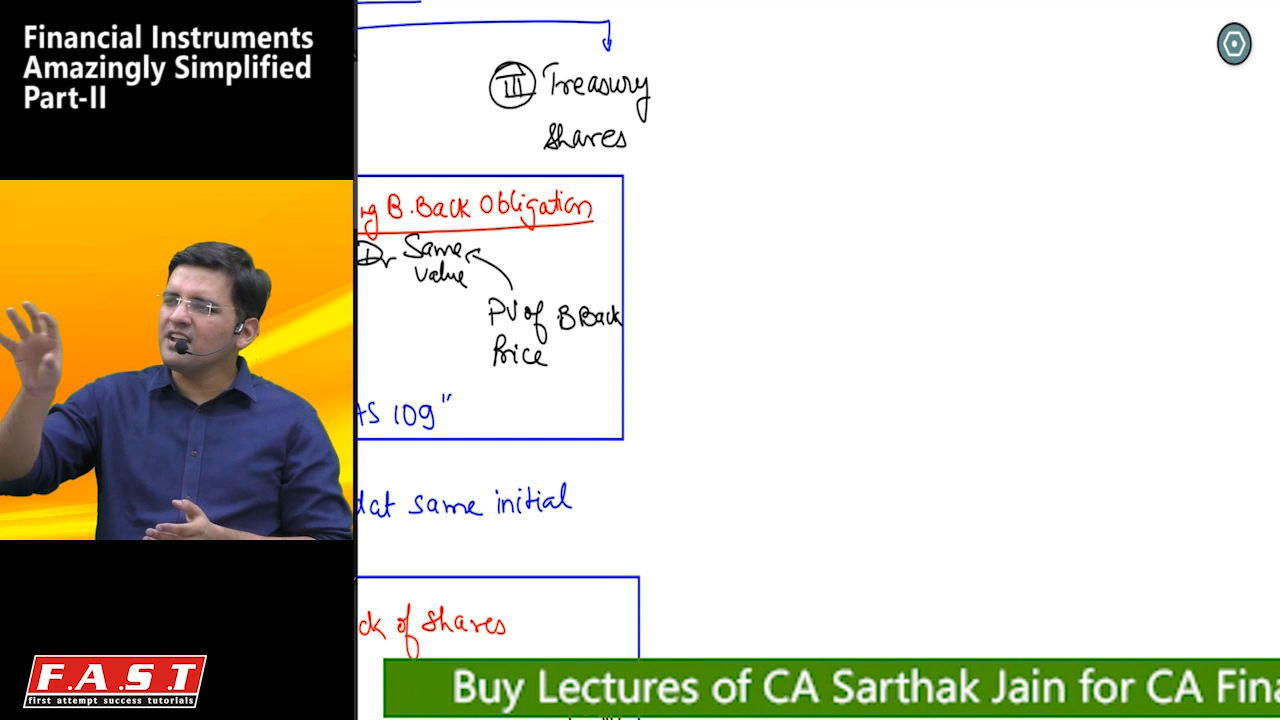 Financial Instruments
Amazingly Simplified
Part-II
III Treasury
Shares
B.Back Obligation
Dr Same
value
PV of B Back
Price
AS 109"
at same initial
ck of shares
F.A.S.T
first attempt success tutorials
Buy Lectures of CA Sarthak Jain for CA Fina